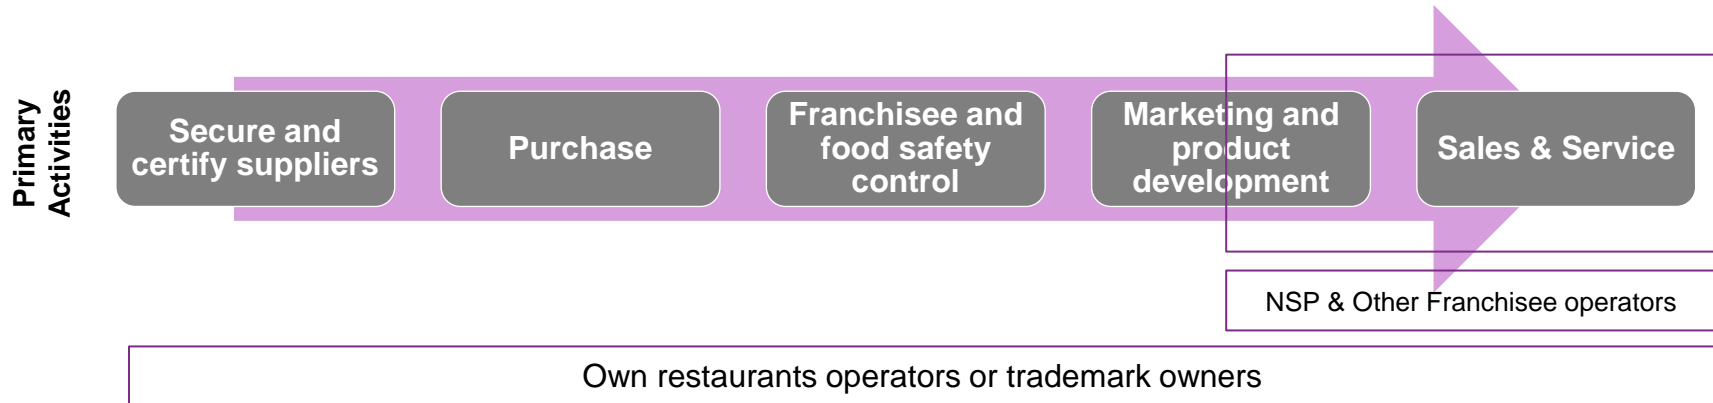 Primary
Activities
Secure and
certify suppliers
Purchase
Franchisee and
food safety
control
Marketing and
product
development
Sales & Service
NSP & Other Franchisee operators
Own restaurants operators or trademark owners